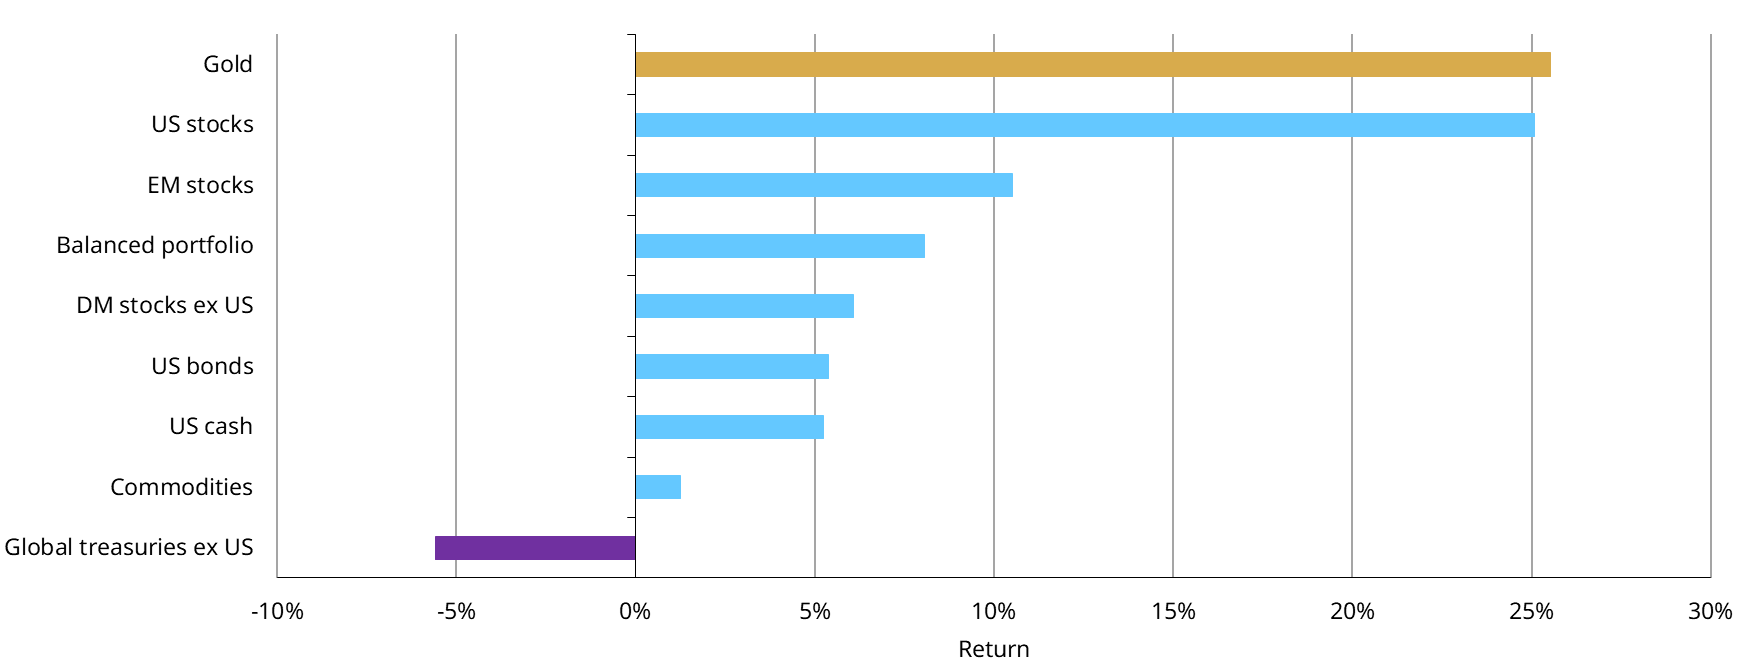 Gold
US stocks
EM stocks
Balanced portfolio
DM stocks ex US
US bonds
US cash
Commodities
Global treasuries ex US
-10% -5% 0% 5% 10% 15% 20% 25% 30%
Return